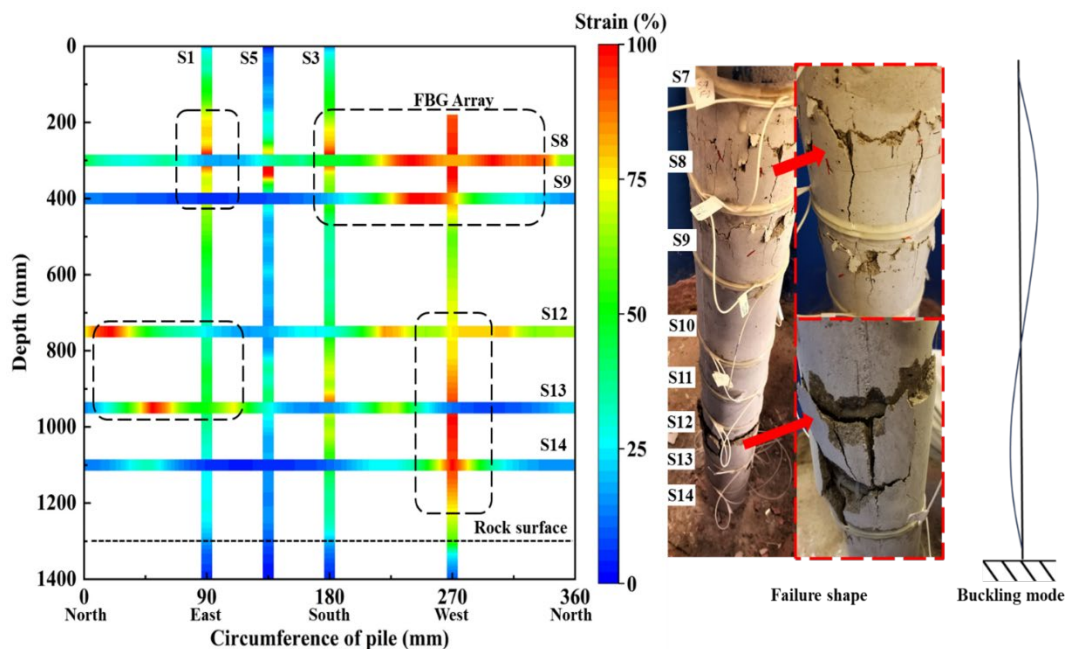 Strain (%)
0
200
400
600
800
1000
1200
1400
Depth (mm)
S1
S5
S3
FBG Array
S8
S9
S12
S13
S14
Rock surface
0
North
90
East
180
South
270
West
360
North
Circumference of pile (mm)
100%
75
50
25
0
S7
S8
S9
S10
S11
S12
S13
S14
Failure shape
Buckling mode